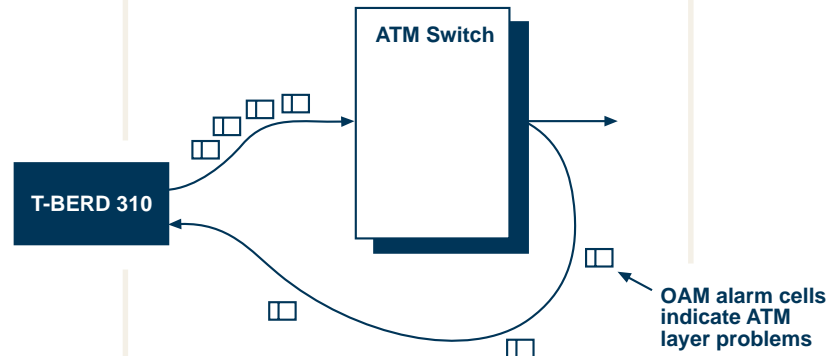 ATM Switch
T-BERD 310
OAM alarm cells
indicate ATM
layer problems